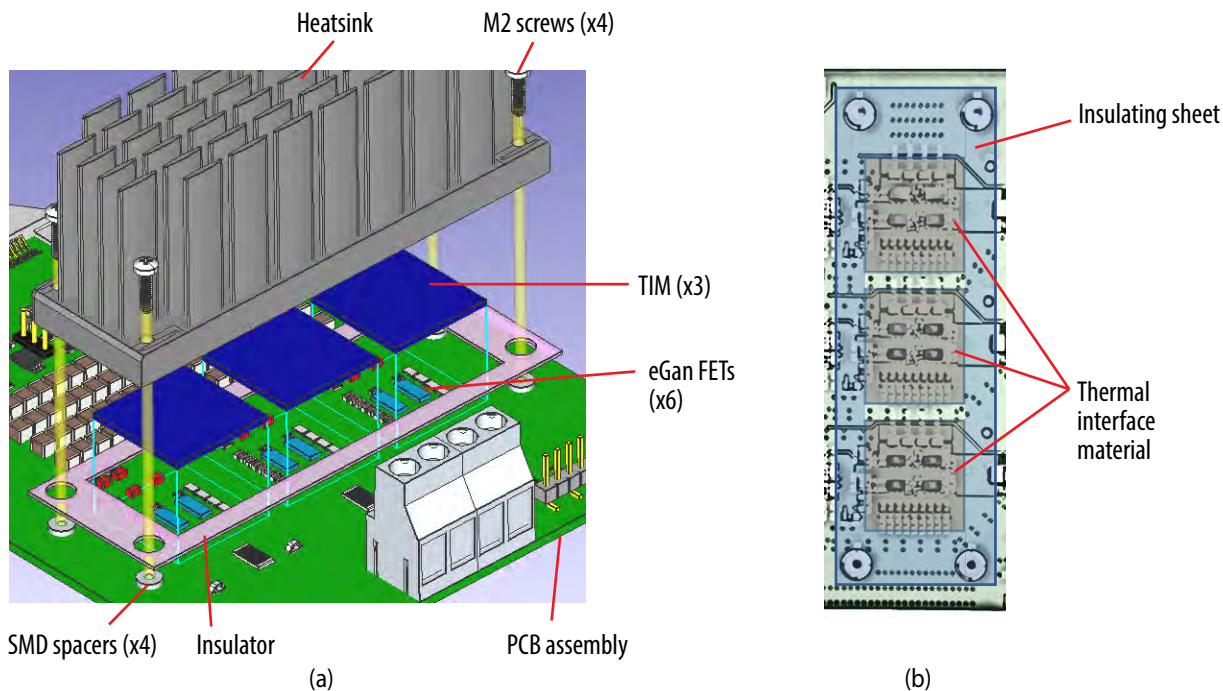 Heatsink
M2 screws (x4)
TIM (x3)
eGan FETs
(x6)
SMD spacers (x4)
Insulator
PCB assembly
(a)
Insulating sheet
Thermal
interface
material
(b)